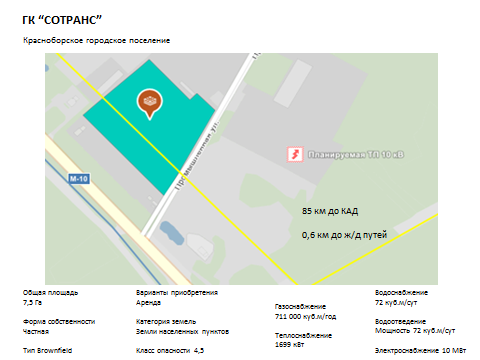 ГК “СОТРАНС”
Красноборское городское поселение
Промышленная ул.
М-10
Планируемая ТП 10 кВ
85 км до КАД
0,6 км до ж/д путей
Общая площадь
7,5 Га
Форма собственности
Частная
Тип Brownfield
Варианты приобретения
Аренда
Категория земель
Земли населенных пунктов
Класс опасности 4,5
Газоснабжение
711 000 куб.м/год
Теплоснабжение
1699 кВт
Водоснабжение
72 куб.м/сут
Водоотведение
Мощность 72 куб.м/сут
Электроснабжение 10 МВт